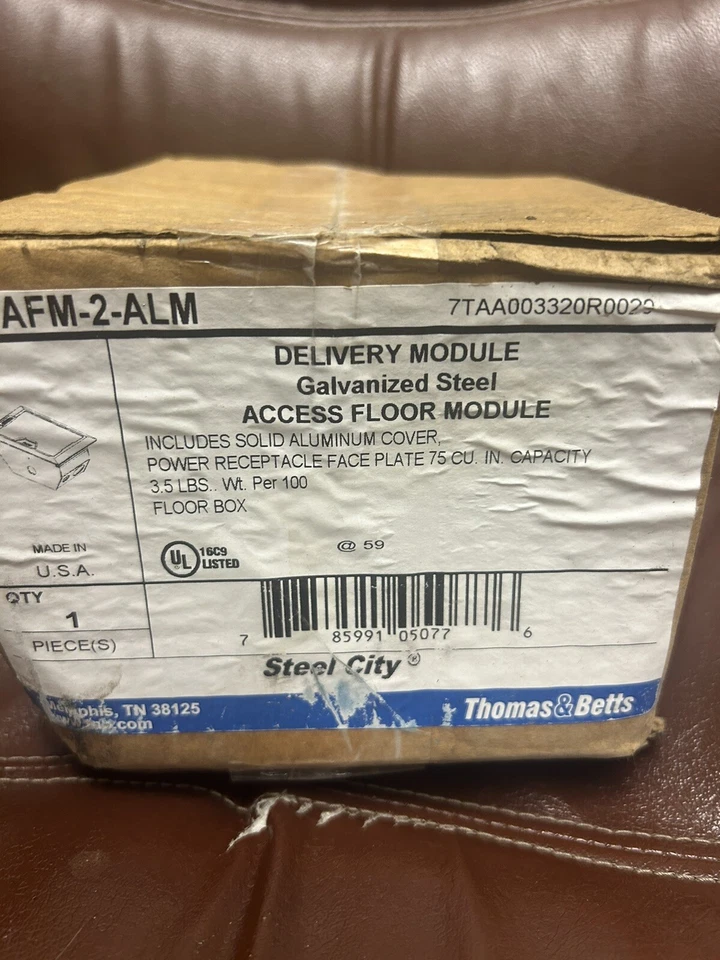 AFM-2-ALM
7TAA003320R0029
DELIVERY MODULE
Galvanized Steel
ACCESS FLOOR MODULE
INCLUDES SOLID ALUMINUM COVER,
POWER RECEPTACLE FACE PLATE 75 CU. IN. CAPACITY
3.5 LBS.. Wt. Per 100
FLOOR BOX
MADE IN
U.S.A.
UL 16C9
LISTED
@ 59
QTY
1
PIECE(S)
7 85991 05077 6
Steel City®
Memphis, TN 38125
Thomas&Betts